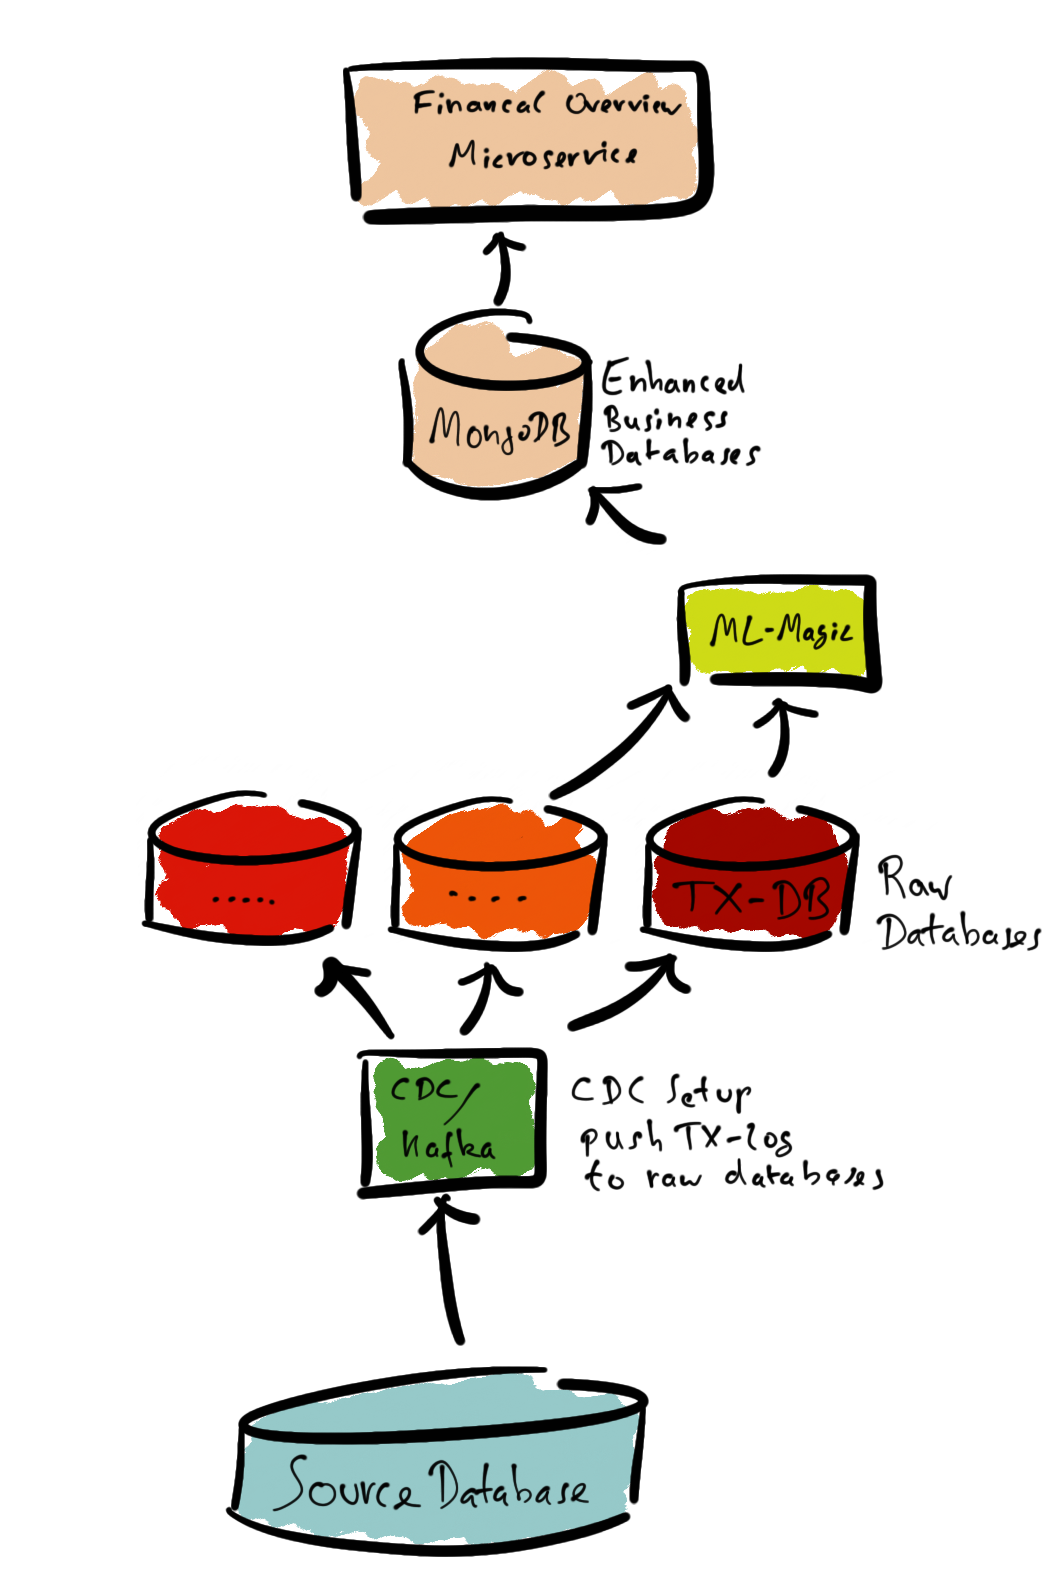 Financal Overview
Microservice
MongoDB
Enhanced
Business
Databases
ML-Magic
.....
....
TX-DB
Raw
Databases
CDC/
Kafka
CDC Setup
push TX-log
to raw databases
Source Database